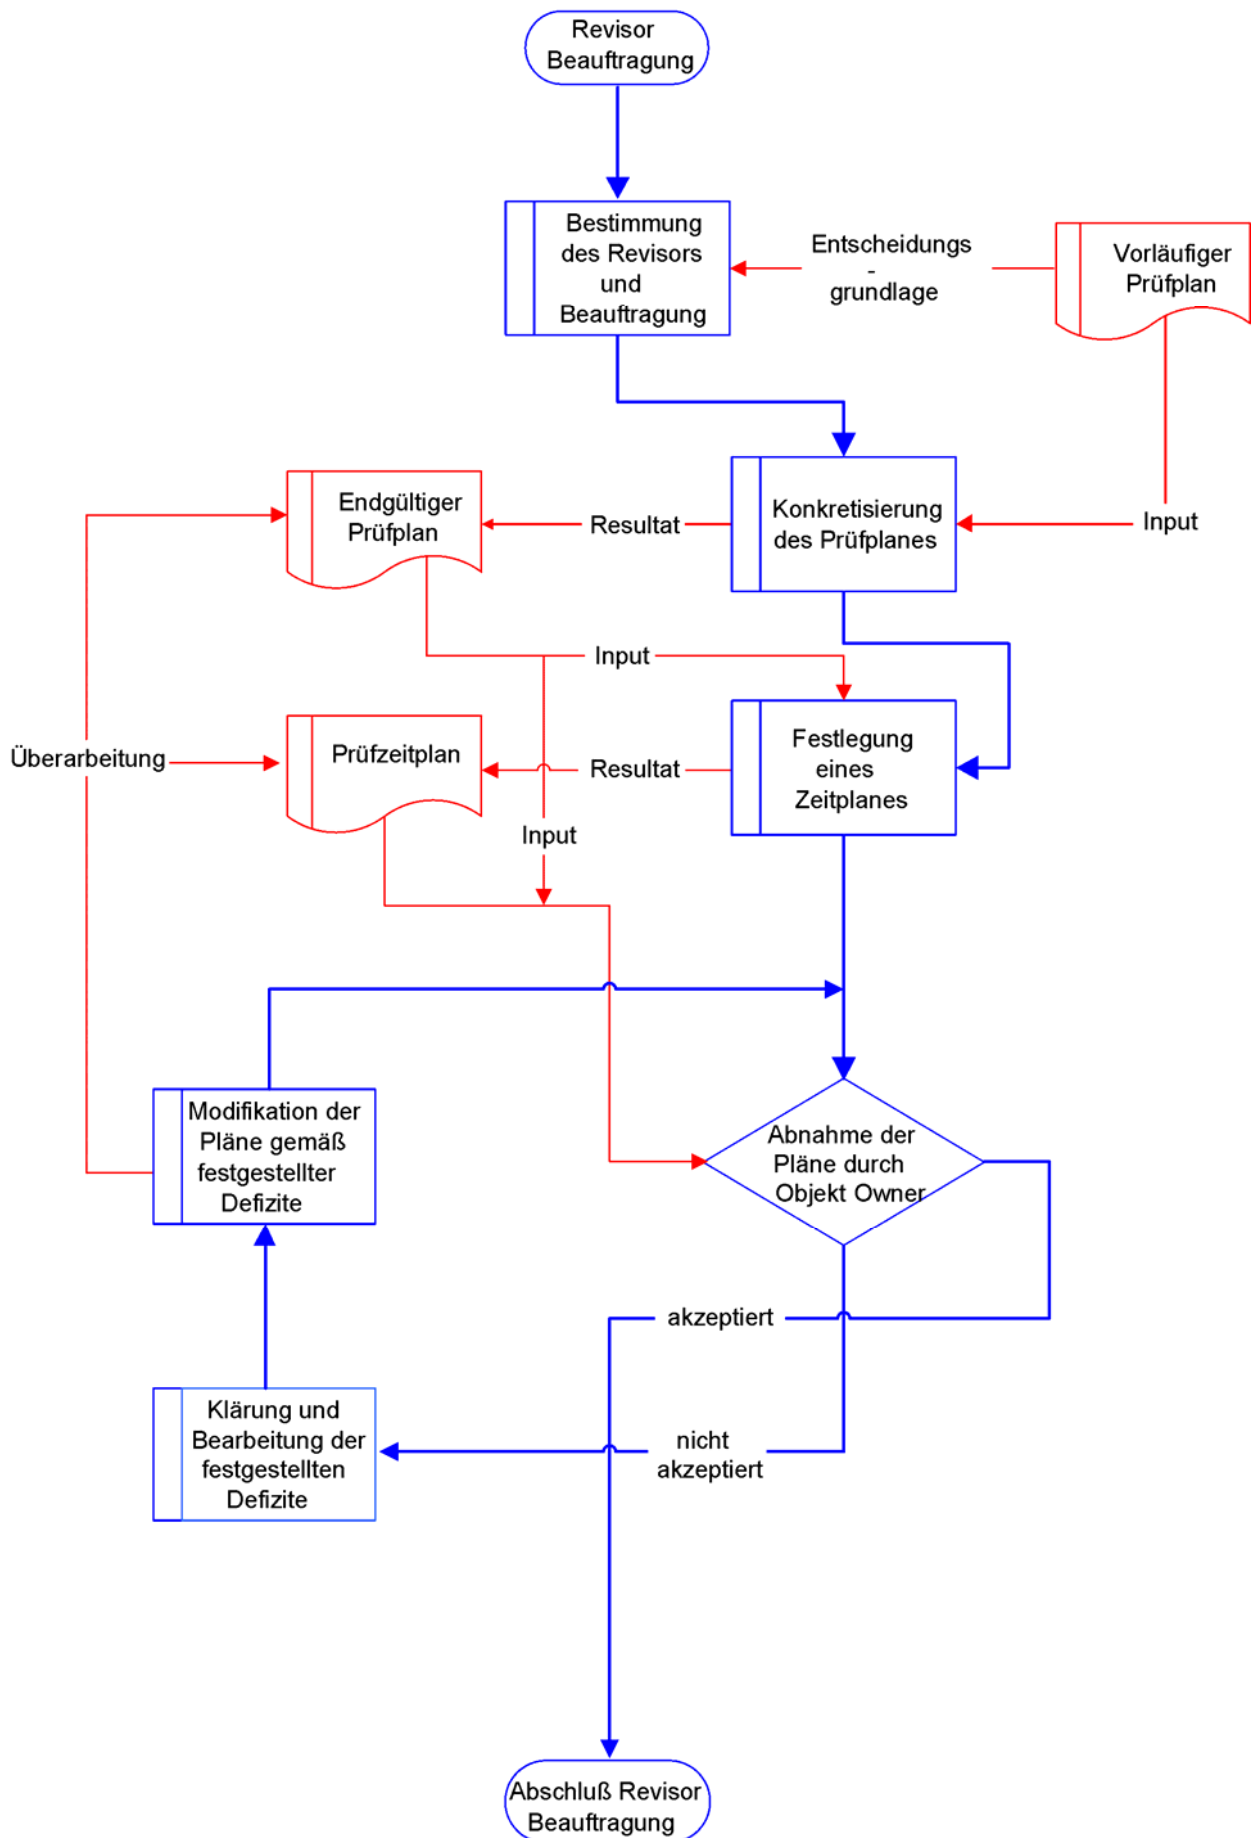 Revisor
Beauftragung
Bestimmung
des Revisors
und
Beauftragung
Entscheidungs
-
grundlage
Vorläufiger
Prüfplan
Endgültiger
Prüfplan
Resultat
Konkretisierung
des Prüfplanes
Input
Input
Überarbeitung
Prüfzeitplan
Resultat
Festlegung
eines
Zeitplanes
Input
Modifikation der
Pläne gemäß
festgestellter
Defizite
Abnahme der
Pläne durch
Objekt Owner
akzeptiert
Klärung und
Bearbeitung der
festgestellten
Defizite
nicht
akzeptiert
Abschluß Revisor
Beauftragung